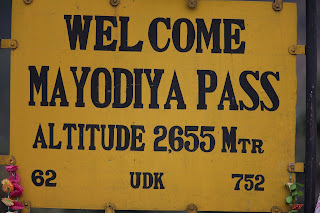 WEL COME
MAYODIYA PASS
ALTITUDE 2,655 MTR
62 UDK 752